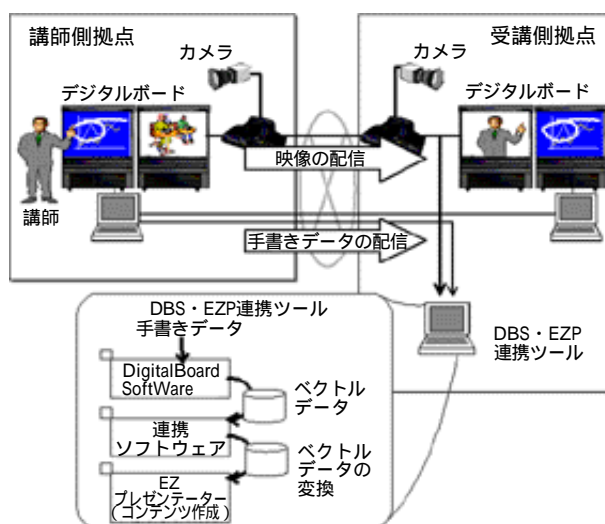 講師側拠点
カメラ
デジタルボード
講師
受講側拠点
カメラ
デジタルボード
映像の配信
手書きデータの配信
DBS・EZP
連携ツール
DBS・EZP連携ツール
手書きデータ
DigitalBoard
SoftWare
ベクトル
データ
連携
ソフトウェア
ベクトル
データの
変換
EZ
プレゼンテーター
(コンテンツ作成)